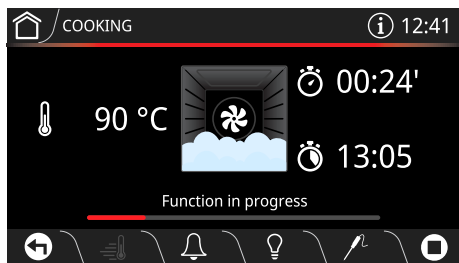 COOKING
i 12:41
00:24'
90 °C
13:05
Function in progress